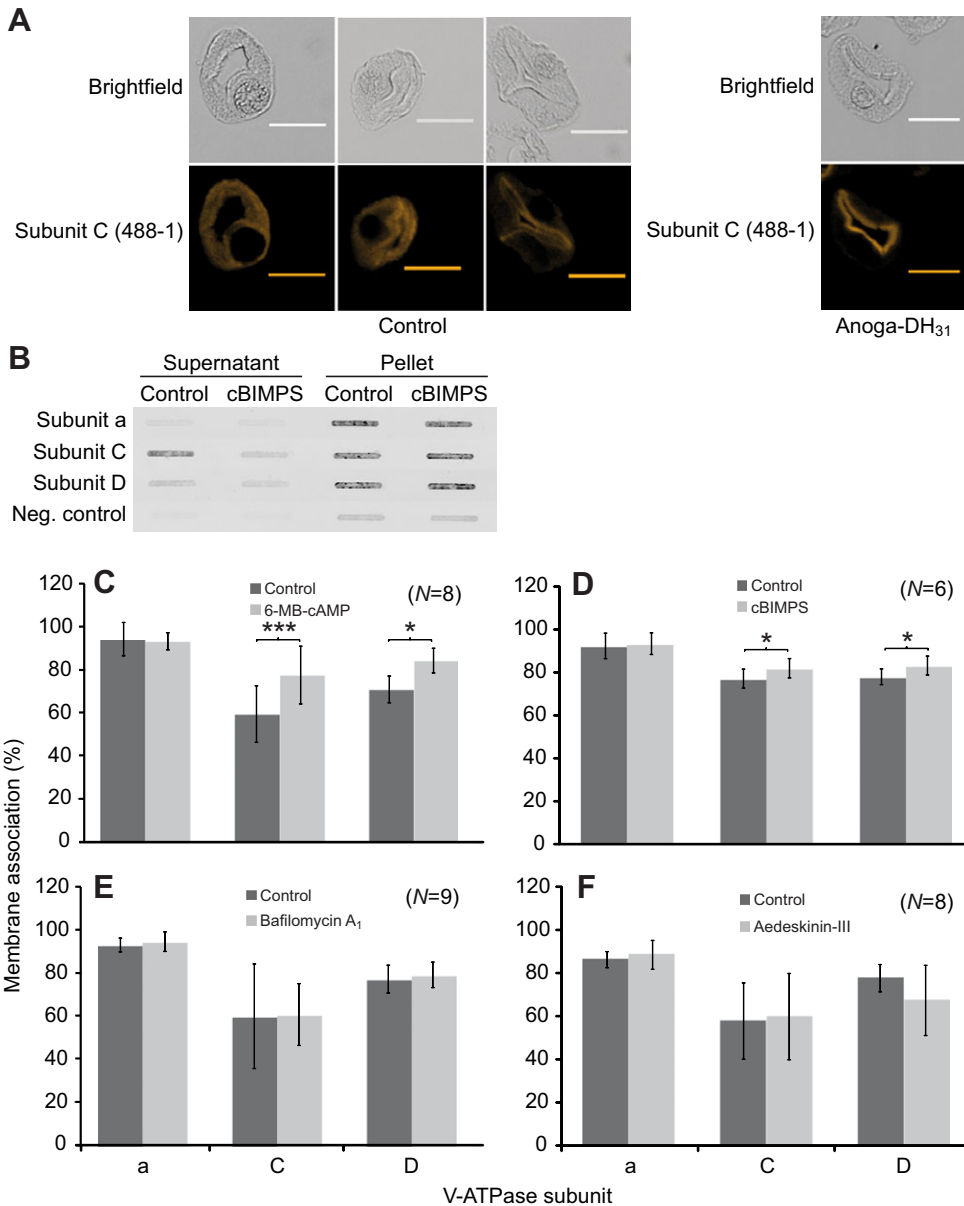 A
Brightfield
Brightfield
Subunit C (488-1)
Subunit C (488-1)
Control
Anoga-DH31
B
Supernatant Pellet
Control cBIMPS Control cBIMPS
Subunit a
Subunit C
Subunit D
Neg. control
Membrane association (%)
C
Control
6-MB-cAMP
(N=8)
***
*
120
100
80
60
40
20
0
D
Control
cBIMPS
(N=6)
*
*
120
100
80
60
40
20
0
E
Control
Bafilomycin A1
(N=9)
120
100
80
60
40
20
0
a C D
F
Control
Aedeskinin-III
(N=8)
120
100
80
60
40
20
0
a C D
V-ATPase subunit